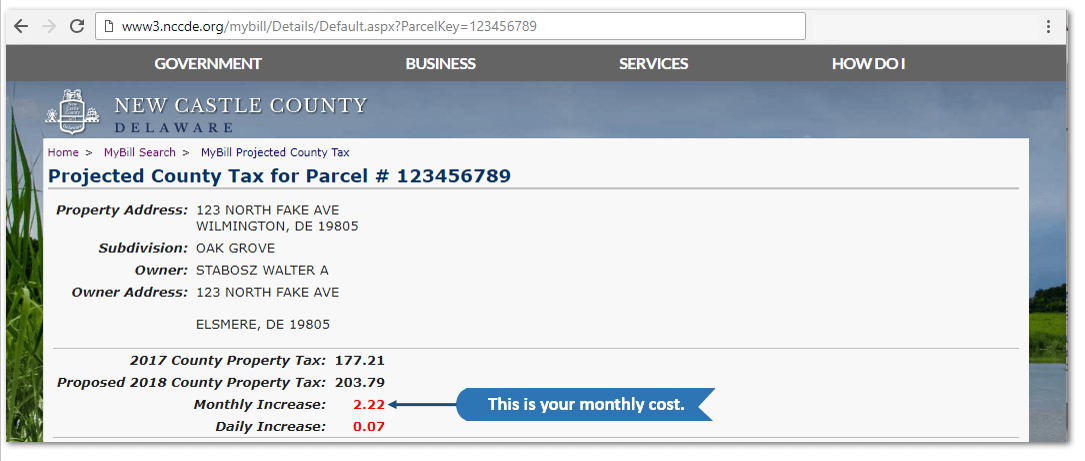 www3.nccde.org/mybill/Details/Default.aspx?ParcelKey=123456789
GOVERNMENT BUSINESS SERVICES HOW DO I
NEW CASTLE COUNTY
DELAWARE
Home > MyBill Search > MyBill Projected County Tax
Projected County Tax for Parcel # 123456789
Property Address: 123 NORTH FAKE AVE
WILMINGTON, DE 19805
Subdivision: OAK GROVE
Owner: STABOSZ WALTER A
Owner Address: 123 NORTH FAKE AVE
ELSMERE, DE 19805
2017 County Property Tax: 177.21
Proposed 2018 County Property Tax: 203.79
Monthly Increase: 2.22 This is your monthly cost.
Daily Increase: 0.07